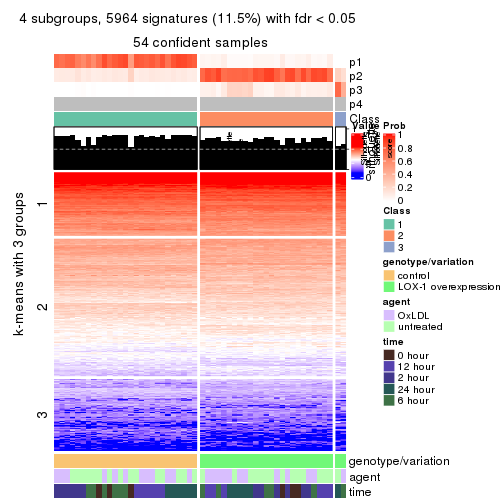 4 subgroups, 5964 signatures (11.5%) with fdr < 0.05
54 confident samples
p1
p2
p3
p4
Class
k-means with 3 groups
1
2
3
genotype/variation
agent
time
Value
Prob
1
0.8
0.6
0.4
0.2
0
Class
1
2
3
genotype/variation
control
LOX-1 overexpression
agent
OxLDL
untreated
time
0 hour
12 hour
2 hour
24 hour
6 hour